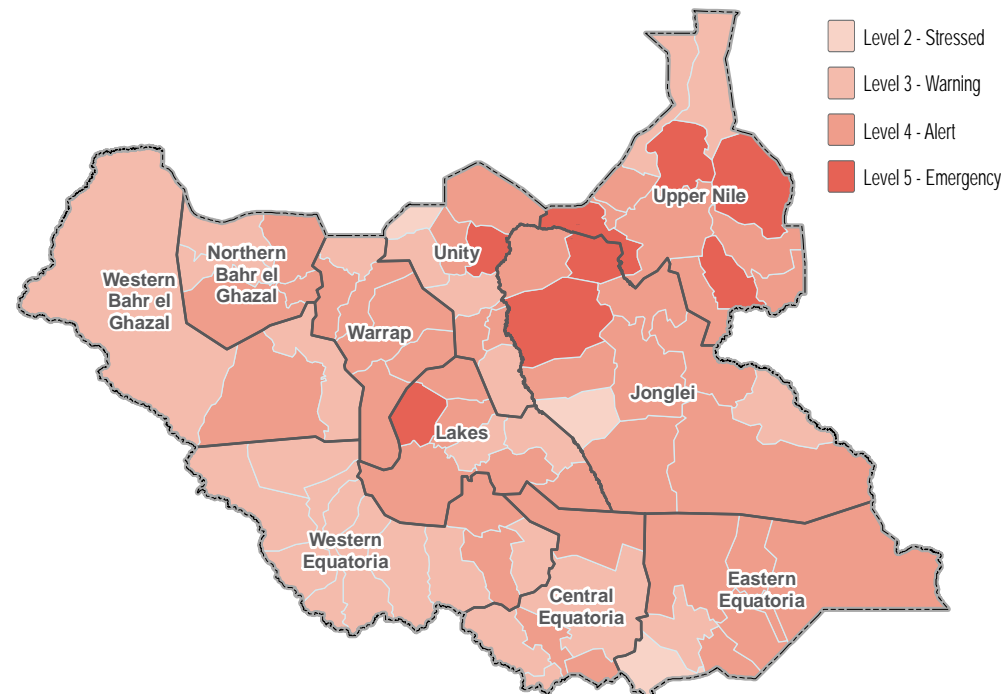 Level 2 - Stressed
Level 3 - Warning
Level 4 - Alert
Level 5 - Emergency
Upper Nile
Northern
Bahr el
Ghazal
Unity
Western
Bahr el
Ghazal
Warrap
Jonglei
Lakes
Western
Equatoria
Eastern
Equatoria
Central
Equatoria